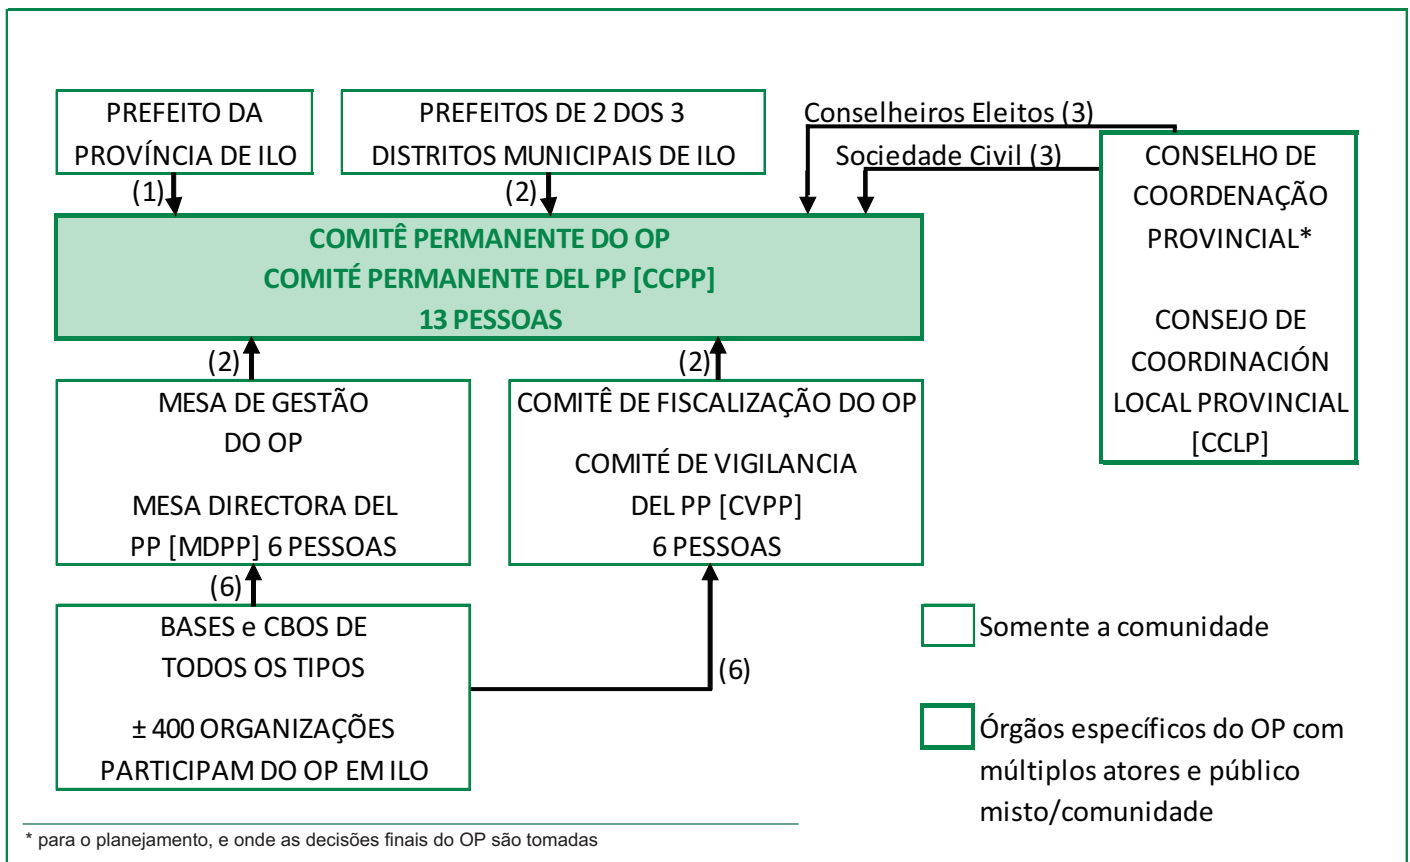 PREFEITO DA
PROVÍNCIA DE ILO
PREFEITOS DE 2 DOS 3
DISTRITOS MUNICIPAIS DE ILO
Conselheiros Eleitos (3)
Sociedade Civil (3)
CONSELHO DE
COORDENAÇÃO
PROVINCIAL*
CONSEJO DE
COORDINACIÓN
LOCAL PROVINCIAL
[CCLP]
(1)
(2)
COMITÊ PERMANENTE DO OP
COMITÉ PERMANENTE DEL PP [CCPP]
13 PESSOAS
(2)
(2)
MESA DE GESTÃO
DO OP
MESA DIRECTORA DEL
PP [MDPP] 6 PESSOAS
COMITÊ DE FISCALIZAÇÃO DO OP
COMITÉ DE VIGILANCIA
DEL PP [CVPP]
6 PESSOAS
(6)
(6)
BASES e CBOS DE
TODOS OS TIPOS
± 400 ORGANIZAÇÕES
PARTICIPAM DO OP EM ILO
Somente a comunidade
Órgãos específicos do OP com
múltiplos atores e público
misto/comunidade
* para o planejamento, e onde as decisões finais do OP são tomadas